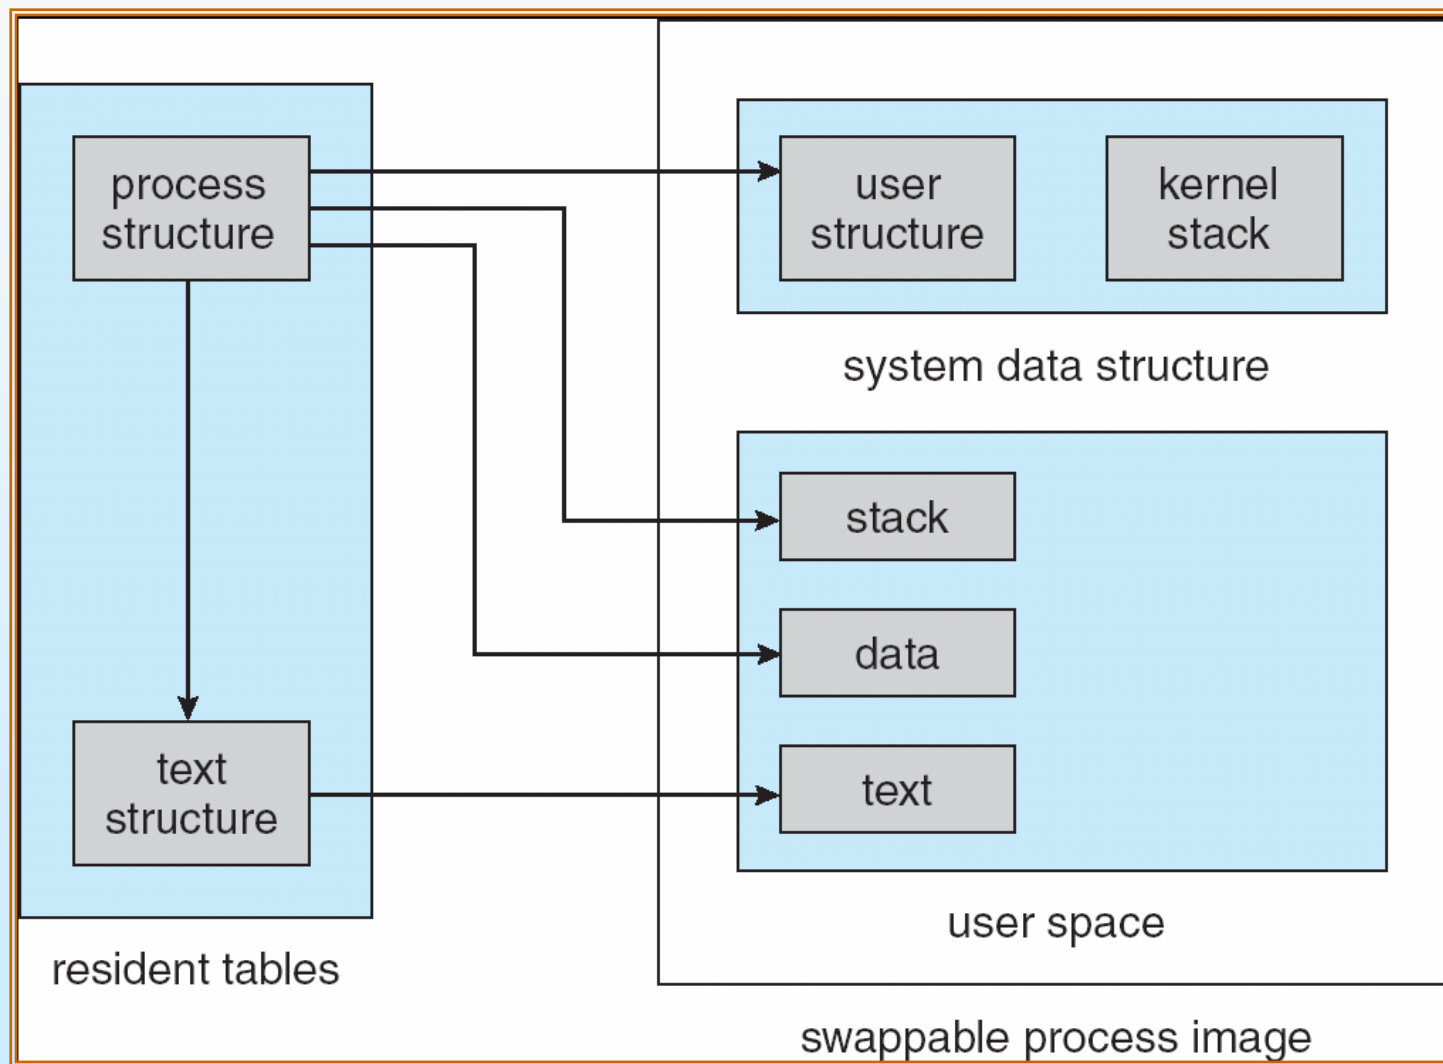 process
structure
user
structure
kernel
stack
system data structure
stack
data
text
structure
text
user space
resident tables
swappable process image